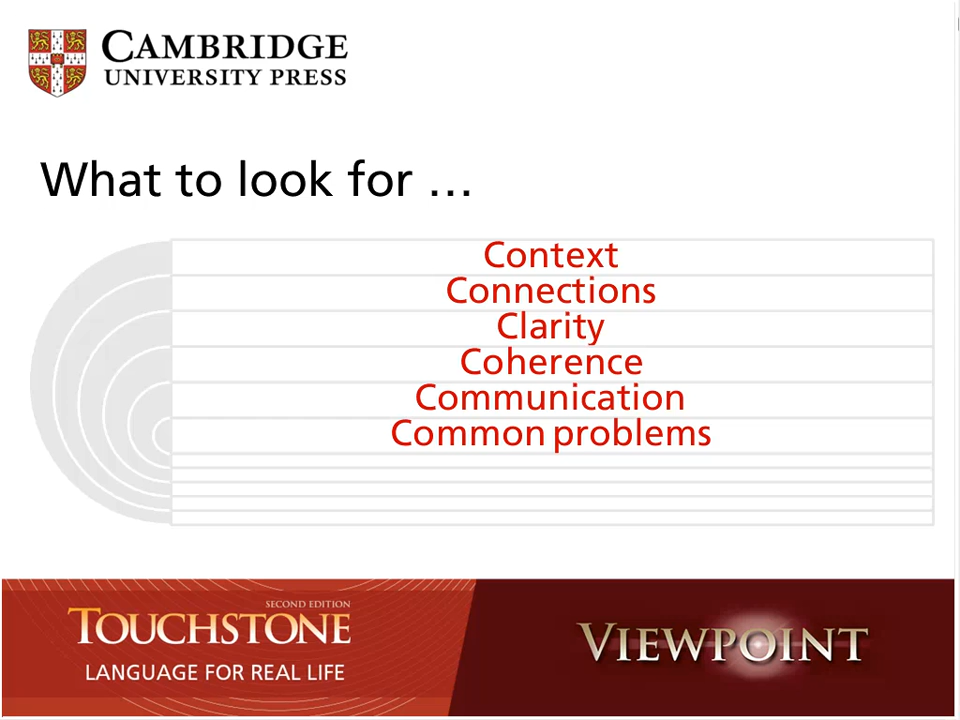 CAMBRIDGE
UNIVERSITY PRESS
What to look for …
Context
Connections
Clarity
Coherence
Communication
Common problems
SECOND EDITION
TOUCHSTONE
LANGUAGE FOR REAL LIFE
VIEWPOINT